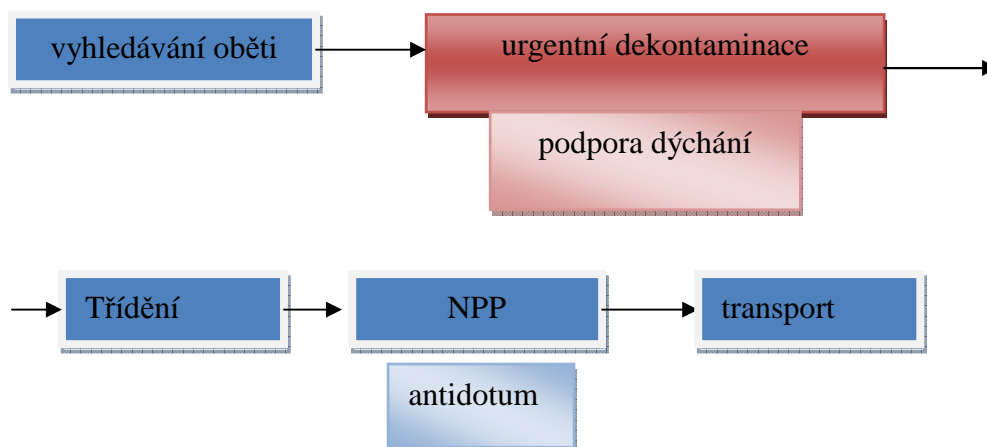 vyhledávání oběti
urgentní dekontaminace
podpora dýchání
Třídění
NPP
transport
antidotum